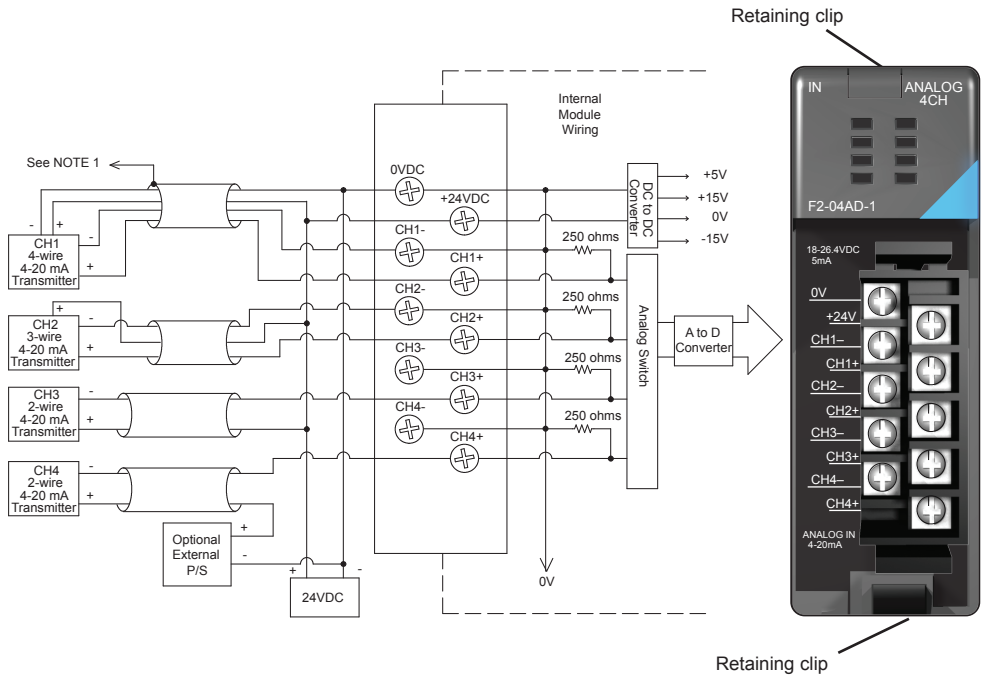 Retaining clip
Internal
Module
Wiring
See NOTE 1
0VDC
+24VDC
CH1-
CH1+
CH2-
CH2+
CH3-
CH3+
CH4-
CH4+
250 ohms
250 ohms
250 ohms
250 ohms
DC to DC
Converter
+5V
+15V
0V
-15V
Analog Switch
A to D
Converter
0V
- +
CH1
4-wire
4-20 mA
Transmitter
-
+
+
CH2
3-wire
4-20 mA
Transmitter
-
+
CH3
2-wire
4-20 mA
Transmitter
-
+
CH4
2-wire
4-20 mA
Transmitter
-
+
Optional
External
P/S
+
-
+ -
24VDC
IN
ANALOG
4CH
F2-04AD-1
18-26.4VDC
5mA
0V
+24V
CH1–
CH1+
CH2–
CH2+
CH3–
CH3+
CH4–
CH4+
ANALOG IN
4-20mA
Retaining clip